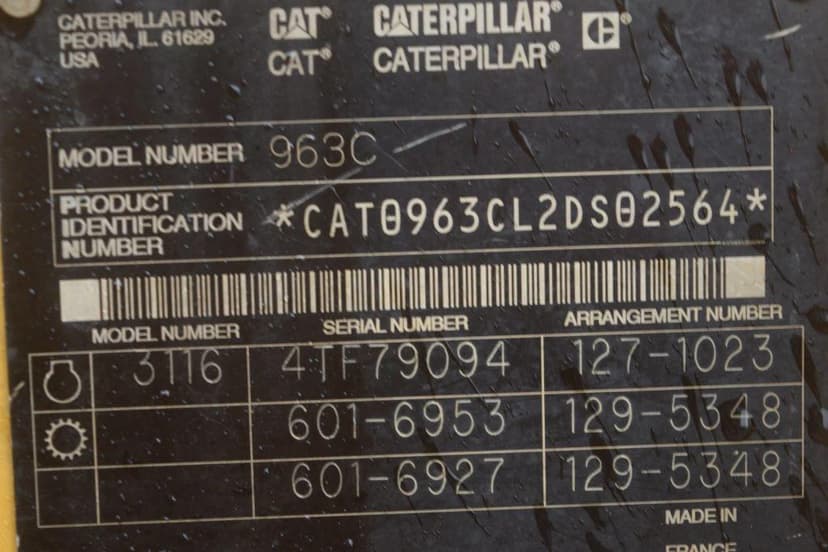 CATERPILLAR INC.
PEORIA, IL. 61629
USA
CAT® CATERPILLAR® ®
CAT® CATERPILLAR®
MODEL NUMBER 963C
PRODUCT
IDENTIFICATION
NUMBER
*CAT0963CL2DS02564*
MODEL NUMBER SERIAL NUMBER ARRANGEMENT NUMBER
3116 4TF79094 127-1023
601-6953 129-5348
601-6927 129-5348
MADE IN
FRANCE